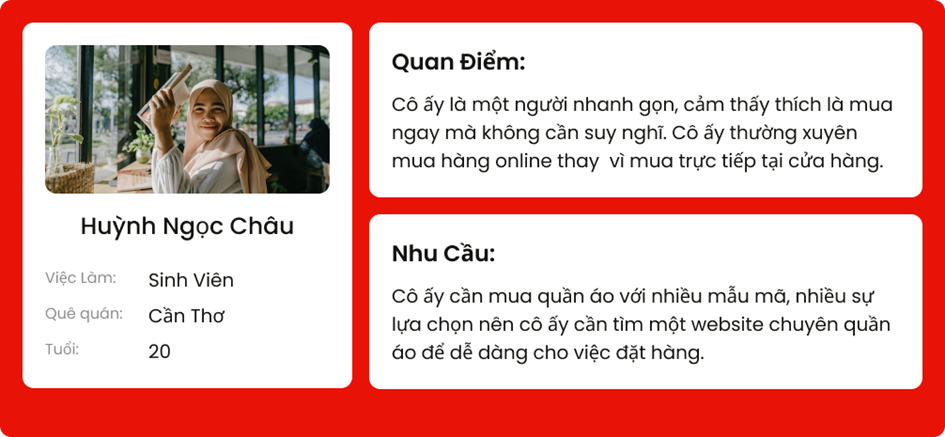 Huỳnh Ngọc Châu
Việc Làm: Sinh Viên
Quê quán: Cần Thơ
Tuổi: 20
Quan Điểm:
Cô ấy là một người nhanh gọn, cảm thấy thích là mua
ngay mà không cần suy nghĩ. Cô ấy thường xuyên
mua hàng online thay  vì mua trực tiếp tại cửa hàng.
Nhu Cầu:
Cô ấy cần mua quần áo với nhiều mẫu mã, nhiều sự
lựa chọn nên cô ấy cần tìm một website chuyên quần
áo để dễ dàng cho việc đặt hàng.